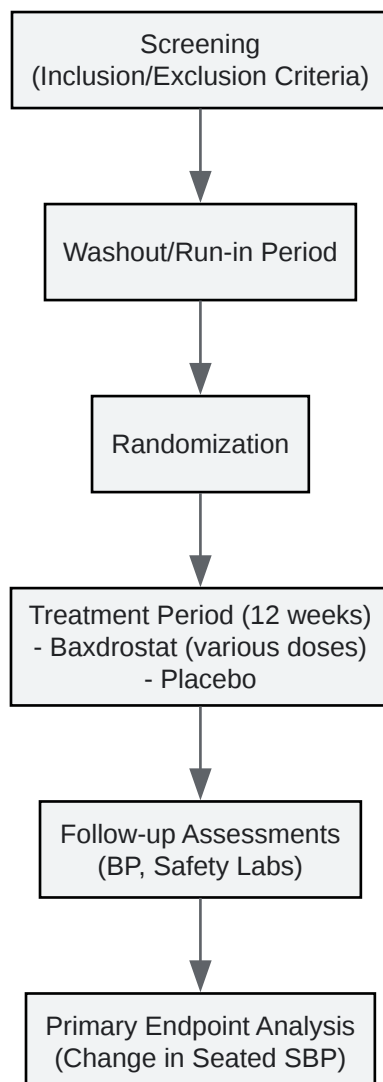 Screening
(Inclusion/Exclusion Criteria)
Washout/Run-in Period
Randomization
Treatment Period (12 weeks)
- Baxdrostat (various doses)
- Placebo
Follow-up Assessments
(BP, Safety Labs)
Primary Endpoint Analysis
(Change in Seated SBP)